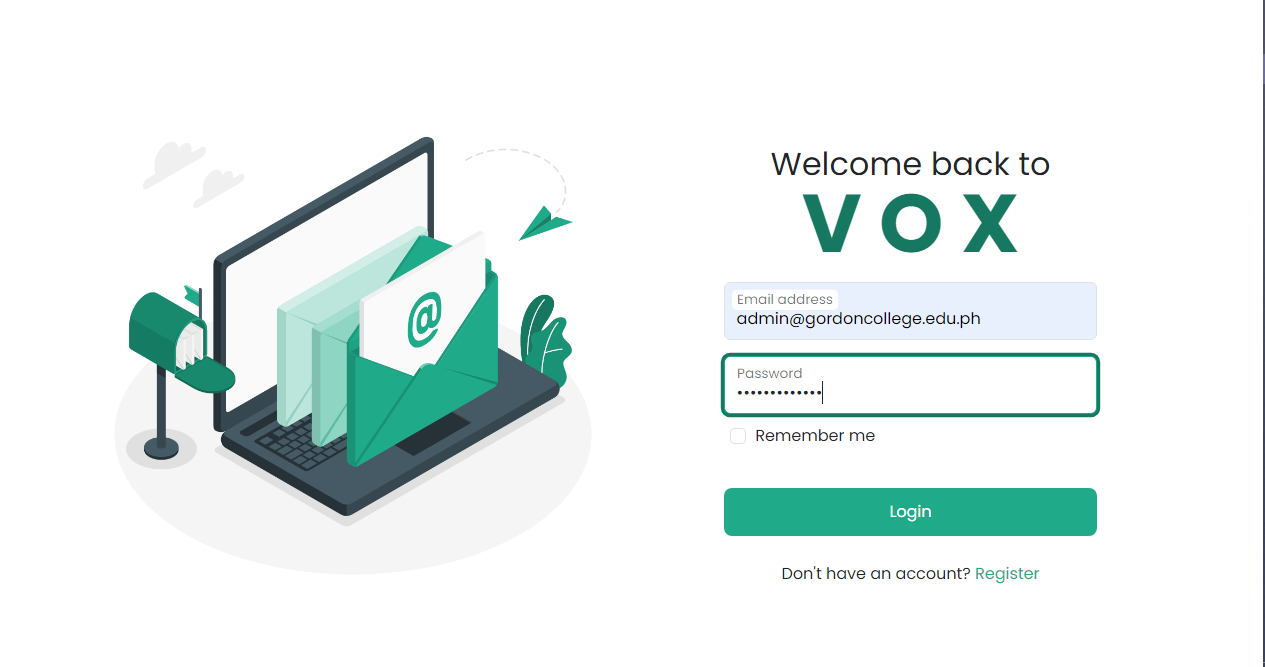 Welcome back to
VOX
Email address
admin@gordoncollege.edu.ph
Password
•••••••••••••
Remember me
Login
Don't have an account? Register
@